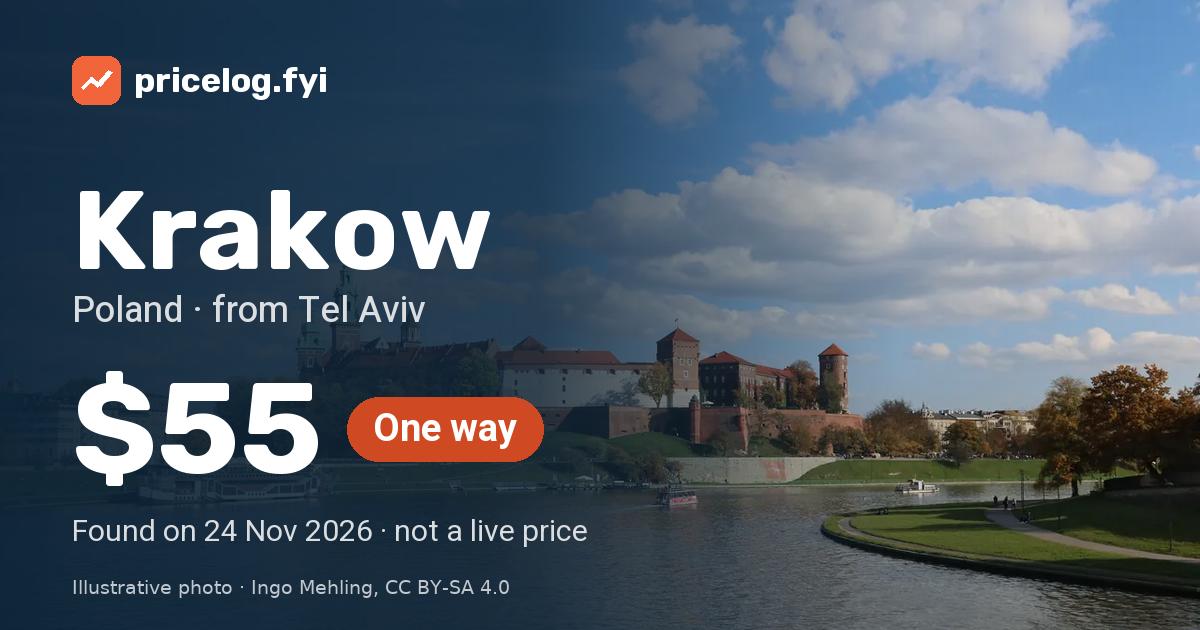 pricelog.fyi
Krakow
Poland · from Tel Aviv
$55
One way
Found on 24 Nov 2026 · not a live price
Illustrative photo · Ingo Mehling, CC BY-SA 4.0